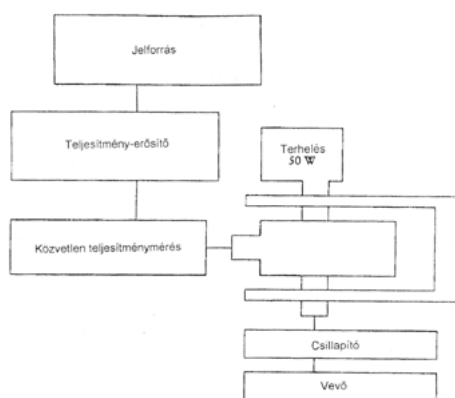 Jelforrás
Teljesítmény-erősítő
Terhelés
50 W
Közvetlen teljesítménymérés
Csillapító
Vevő